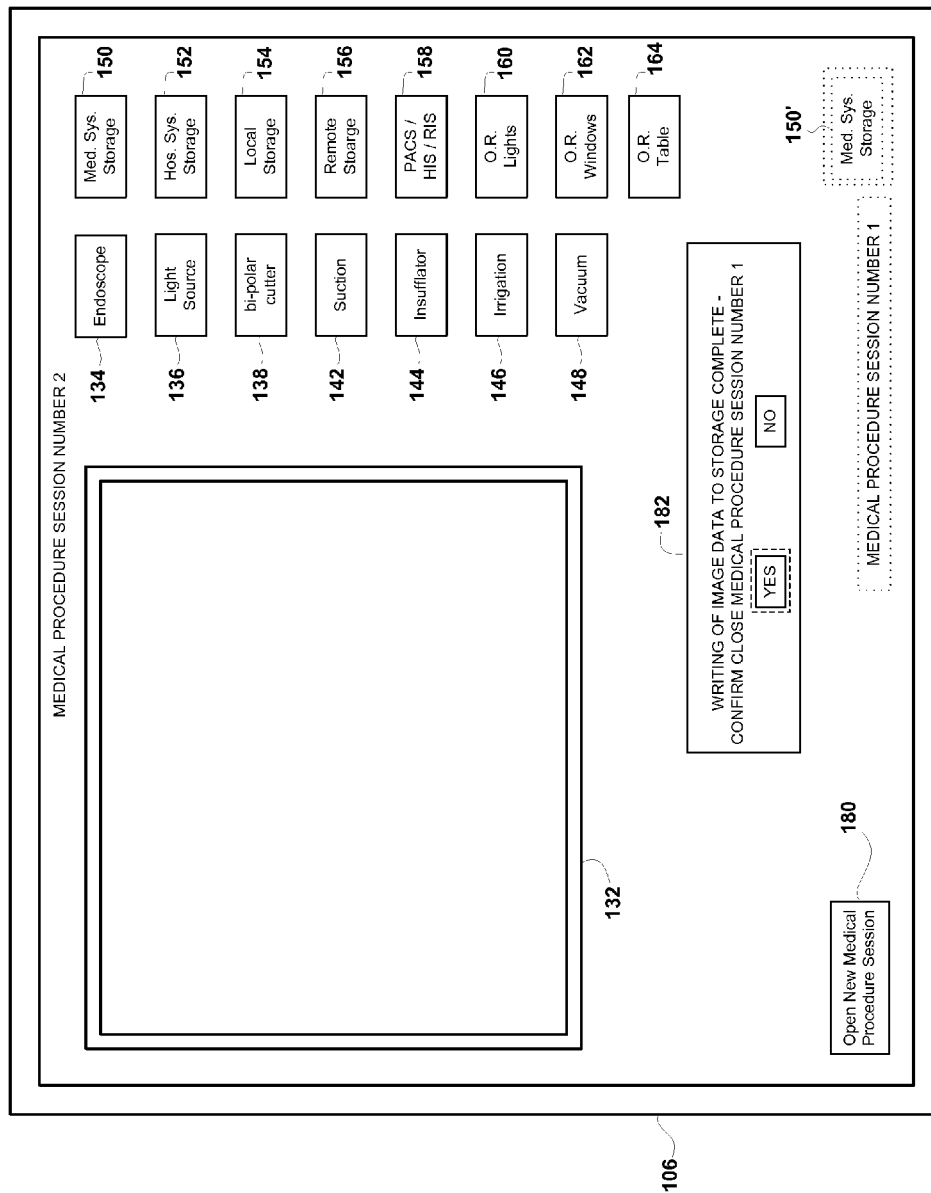 MEDICAL PROCEDURE SESSION NUMBER 2
134
Endoscope
Med. Sys.
Storage
150
136
Light
Source
Hos. Sys.
Storage
152
138
bi-polar
cutter
Local
Storage
154
142
Suction
Remote
Stoarge
156
144
Insufflator
PACS /
HIS / RIS
158
146
Irrigation
O.R.
Lights
160
148
Vacuum
O.R.
Windows
162
O.R.
Table
164
132
182
WRITING OF IMAGE DATA TO STORAGE COMPLETE -
CONFIRM CLOSE MEDICAL PROCEDURE SESSION NUMBER 1
YES
NO
180
Open New Medical
Procedure Session
MEDICAL PROCEDURE SESSION NUMBER 1
150'
Med. Sys.
Storage
106